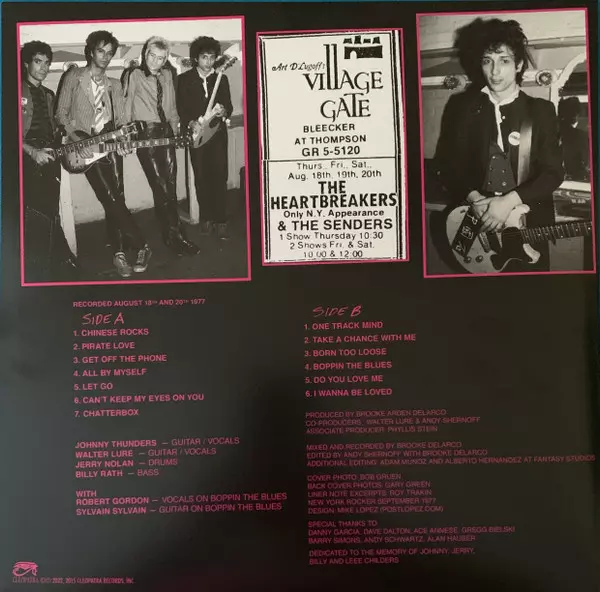 Art D'Lugoff's
VILLAGE
GATE
BLEECKER
AT THOMPSON
GR 5-5120
Thurs., Fri., Sat.,
Aug. 18th, 19th, 20th
THE
HEARTBREAKERS
Only N.Y. Appearance
& THE SENDERS
1 Show Thursday 10:30
2 Shows Fri, & Sat.
10:00 & 12:00
RECORDED AUGUST 18TH AND 20TH 1977
SIDE A
1. CHINESE ROCKS
2. PIRATE LOVE
3. GET OFF THE PHONE
4. ALL BY MYSELF
5. LET GO
6. CAN'T KEEP MY EYES ON YOU
7. CHATTERBOX
JOHNNY THUNDERS – GUITAR / VOCALS
WALTER LURE – GUITAR / VOCALS
JERRY NOLAN – DRUMS
BILLY RATH – BASS
WITH
ROBERT GORDON – VOCALS ON BOPPIN THE BLUES
SYLVAIN SYLVAIN – GUITAR ON BOPPIN THE BLUES
SIDE B
1. ONE TRACK MIND
2. TAKE A CHANCE WITH ME
3. BORN TOO LOOSE
4. BOPPIN THE BLUES
5. DO YOU LOVE ME
6. I WANNA BE LOVED
PRODUCED BY BROOKE ARDEN DELARCO
CO-PRODUCERS: WALTER LURE & ANDY SHERNOFF
ASSOCIATE PRODUCER: PHYLLIS STEIN
MIXED AND RECORDED BY BROOKE DELARCO
EDITED BY ANDY SHERNOFF WITH BROOKE DELARCO
ADDITIONAL EDITING: ADAM MUNOZ AND ALBERTO HERNANDEZ AT FANTASY STUDIOS
COVER PHOTO: BOB GRUEN
BACK COVER PHOTOS: GARY GREEN
LINER NOTE EXCERPTS: ROY TRAKIN
NEW YORK ROCKER SEPTEMBER 1977
DESIGN: MIKE LOPEZ (POSTLOPEZ.COM)
SPECIAL THANKS TO
DANNY GARCIA, DAVE DALTON, ACE ANNESE, GREGG BIELSKI
BARRY SIMONS, ANDY SCHWARTZ, ALAN HAUSER
DEDICATED TO THE MEMORY OF JOHNNY, JERRY,
BILLY AND LEEE CHILDERS
CLEOPATRA
2015 CLEOPATRA RECORDS, INC.